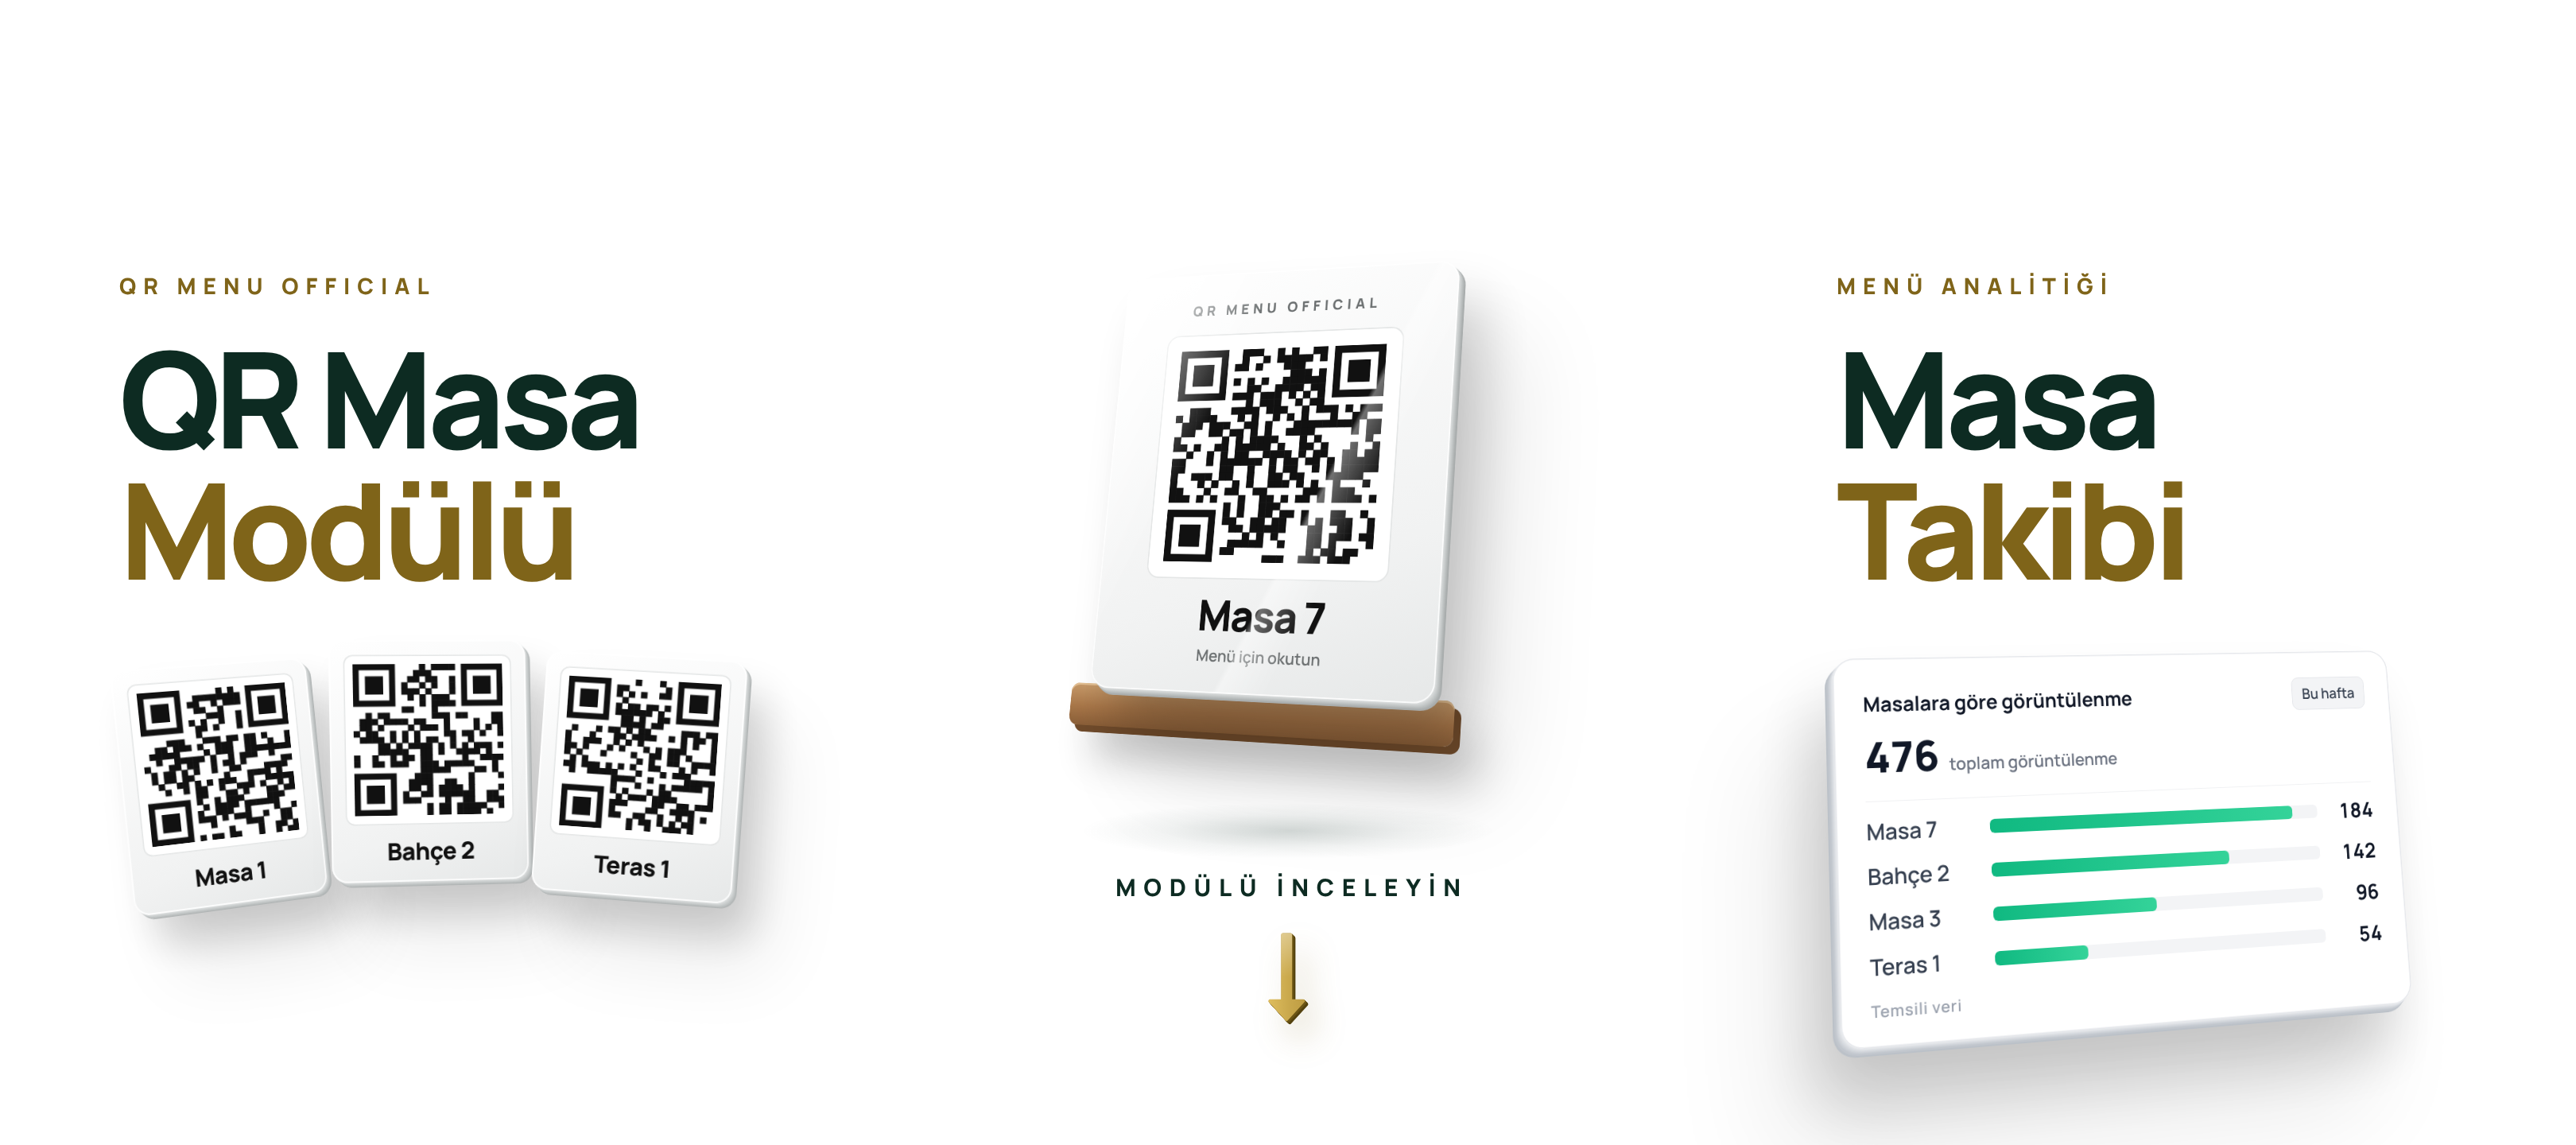 QR MENU OFFICIAL
QR Masa
Modülü
Masa 1
Bahçe 2
Teras 1
QR MENU OFFICIAL
Masa 7
Menü için okutun
MODÜLÜ İNCELEYİN
MENÜ ANALİTİĞİ
Masa
Takibi
Masalara göre görüntülenme
Bu hafta
476 toplam görüntülenme
Masa 7 184
Bahçe 2 142
Masa 3 96
Teras 1 54
Temsili veri